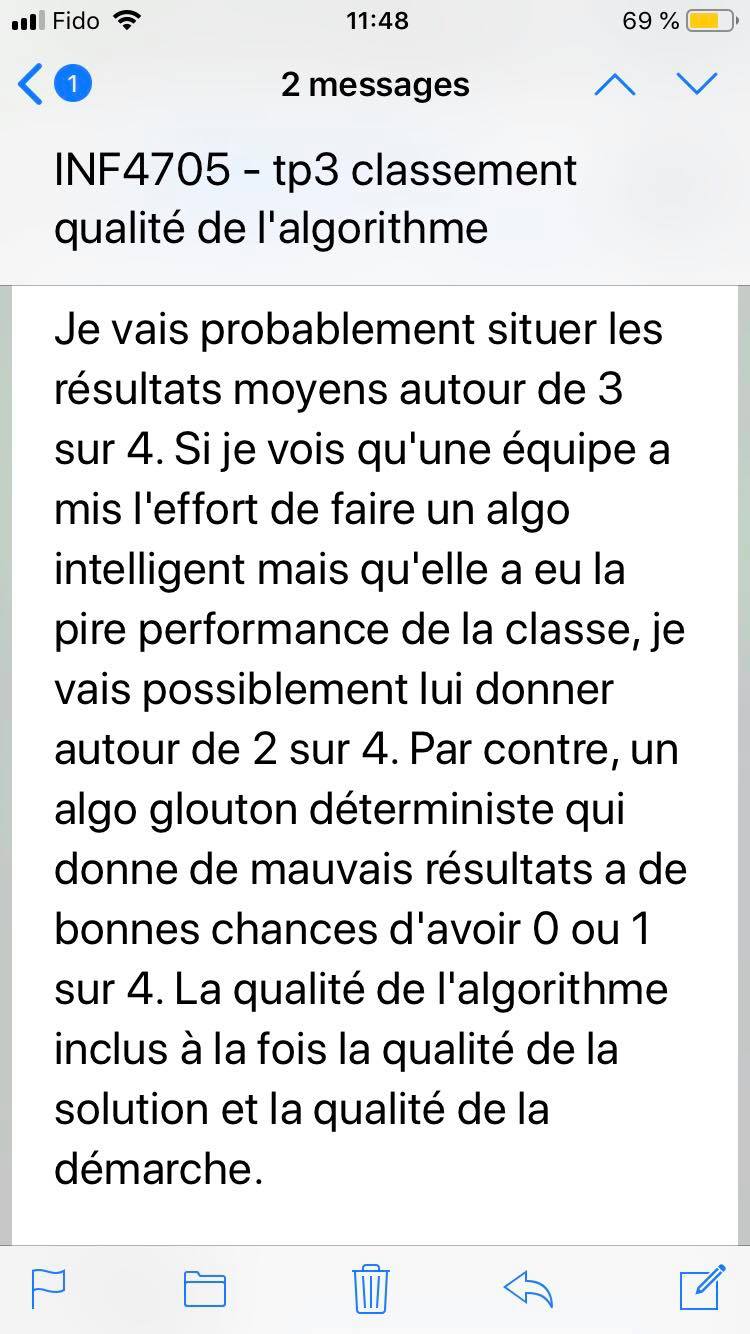 Fido
11:48
69 %
1
2 messages
INF4705 - tp3 classement
qualité de l'algorithme
Je vais probablement situer les
résultats moyens autour de 3
sur 4. Si je vois qu'une équipe a
mis l'effort de faire un algo
intelligent mais qu'elle a eu la
pire performance de la classe, je
vais possiblement lui donner
autour de 2 sur 4. Par contre, un
algo glouton déterministe qui
donne de mauvais résultats a de
bonnes chances d'avoir 0 ou 1
sur 4. La qualité de l'algorithme
inclus à la fois la qualité de la
solution et la qualité de la
démarche.